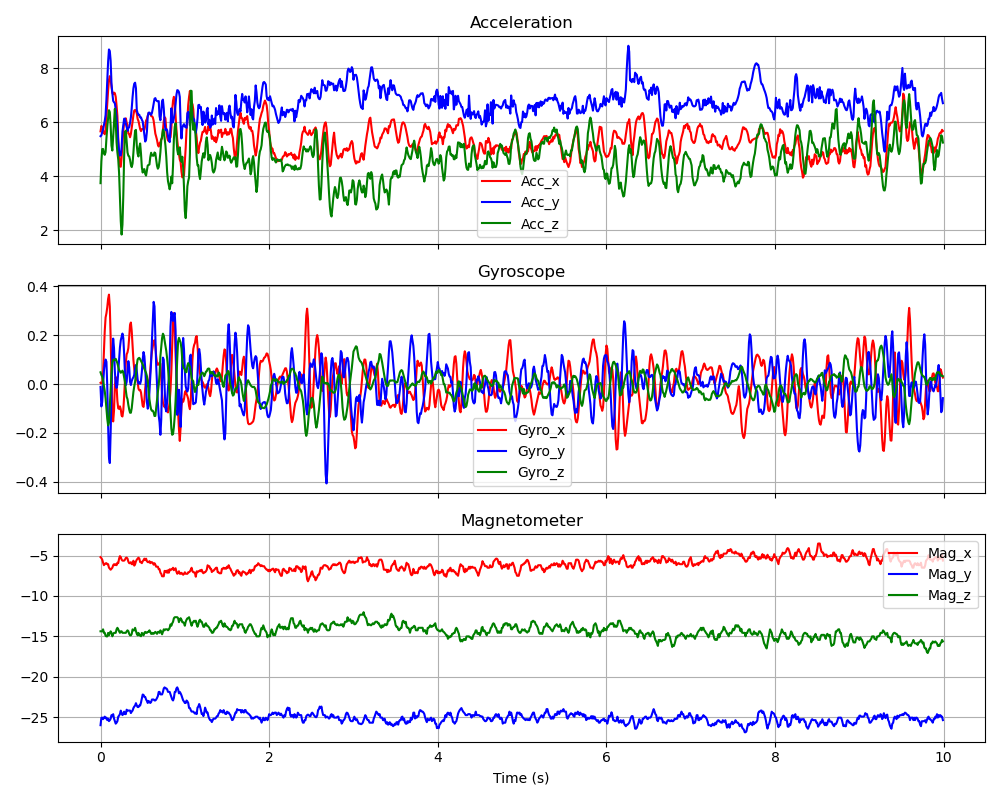 Acceleration
8
6
4
2
Acc_x
Acc_y
Acc_z
Gyroscope
0.4
0.2
0.0
−0.2
−0.4
Gyro_x
Gyro_y
Gyro_z
Magnetometer
−5
−10
−15
−20
−25
Mag_x
Mag_y
Mag_z
0 2 4 6 8 10
Time (s)